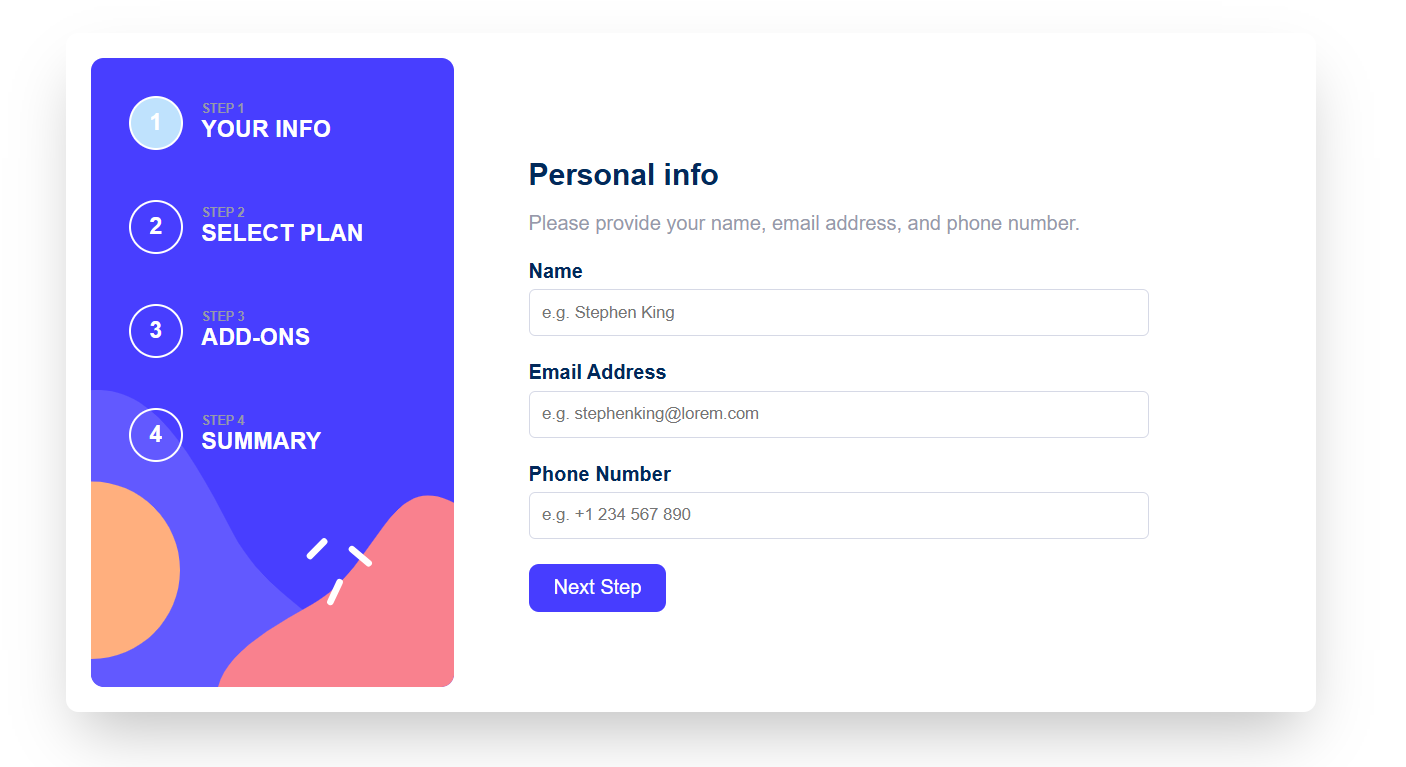 1
STEP 1
YOUR INFO
2
STEP 2
SELECT PLAN
3
STEP 3
ADD-ONS
4
STEP 4
SUMMARY
Personal info
Please provide your name, email address, and phone number.
Name
e.g. Stephen King
Email Address
e.g. stephenking@lorem.com
Phone Number
e.g. +1 234 567 890
Next Step